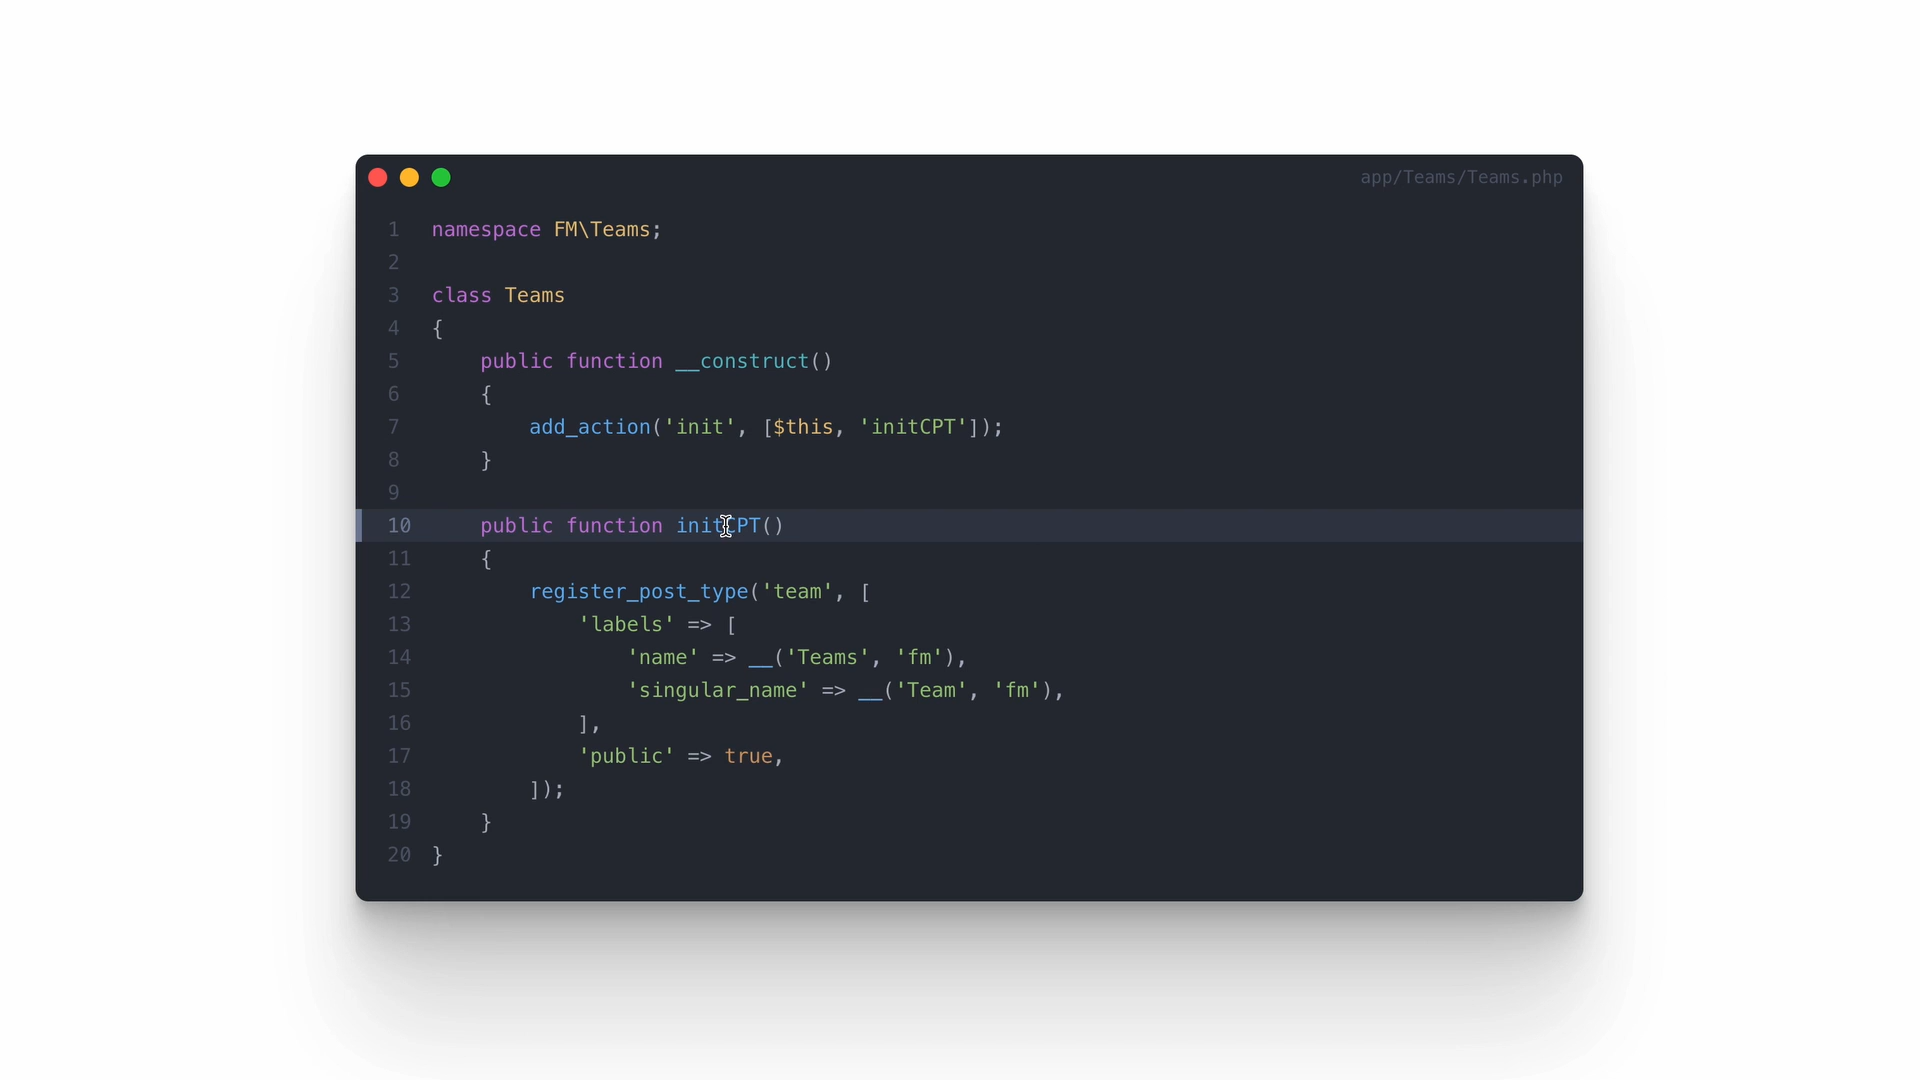 app/Teams/Teams.php
1 namespace FM\Teams;
2
3 class Teams
4 {
5     public function __construct()
6     {
7         add_action('init', [$this, 'initCPT']);
8     }
9
10     public function initCPT()
11     {
12         register_post_type('team', [
13             'labels' => [
14                 'name' => __('Teams', 'fm'),
15                 'singular_name' => __('Team', 'fm'),
16             ],
17             'public' => true,
18         ]);
19     }
20 }